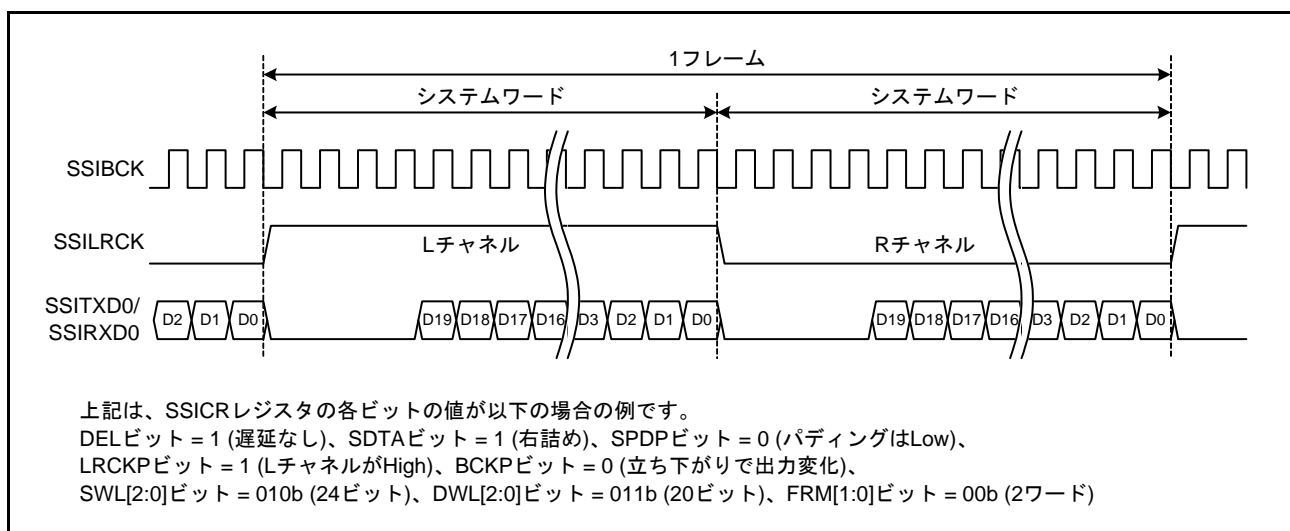 1フレーム
システムワード システムワード
SSIBCK
SSILRCK Lチャネル Rチャネル
SSITXD0/
SSIRXD0
D2 D1 D0 D19 D18 D17 D16 D3 D2 D1 D0 D19 D18 D17 D16 D3 D2 D1 D0
上記は、SSICRレジスタの各ビットの値が以下の場合の例です。
DELビット = 1 (遅延なし)、SDTAビット = 1 (右詰め)、SPDPビット = 0 (パディングはLow)、
LRCKPビット = 1 (LチャネルがHigh)、BCKPビット = 0 (立ち下がりで出力変化)、
SWL[2:0]ビット = 010b (24ビット)、DWL[2:0]ビット = 011b (20ビット)、FRM[1:0]ビット = 00b (2ワード)